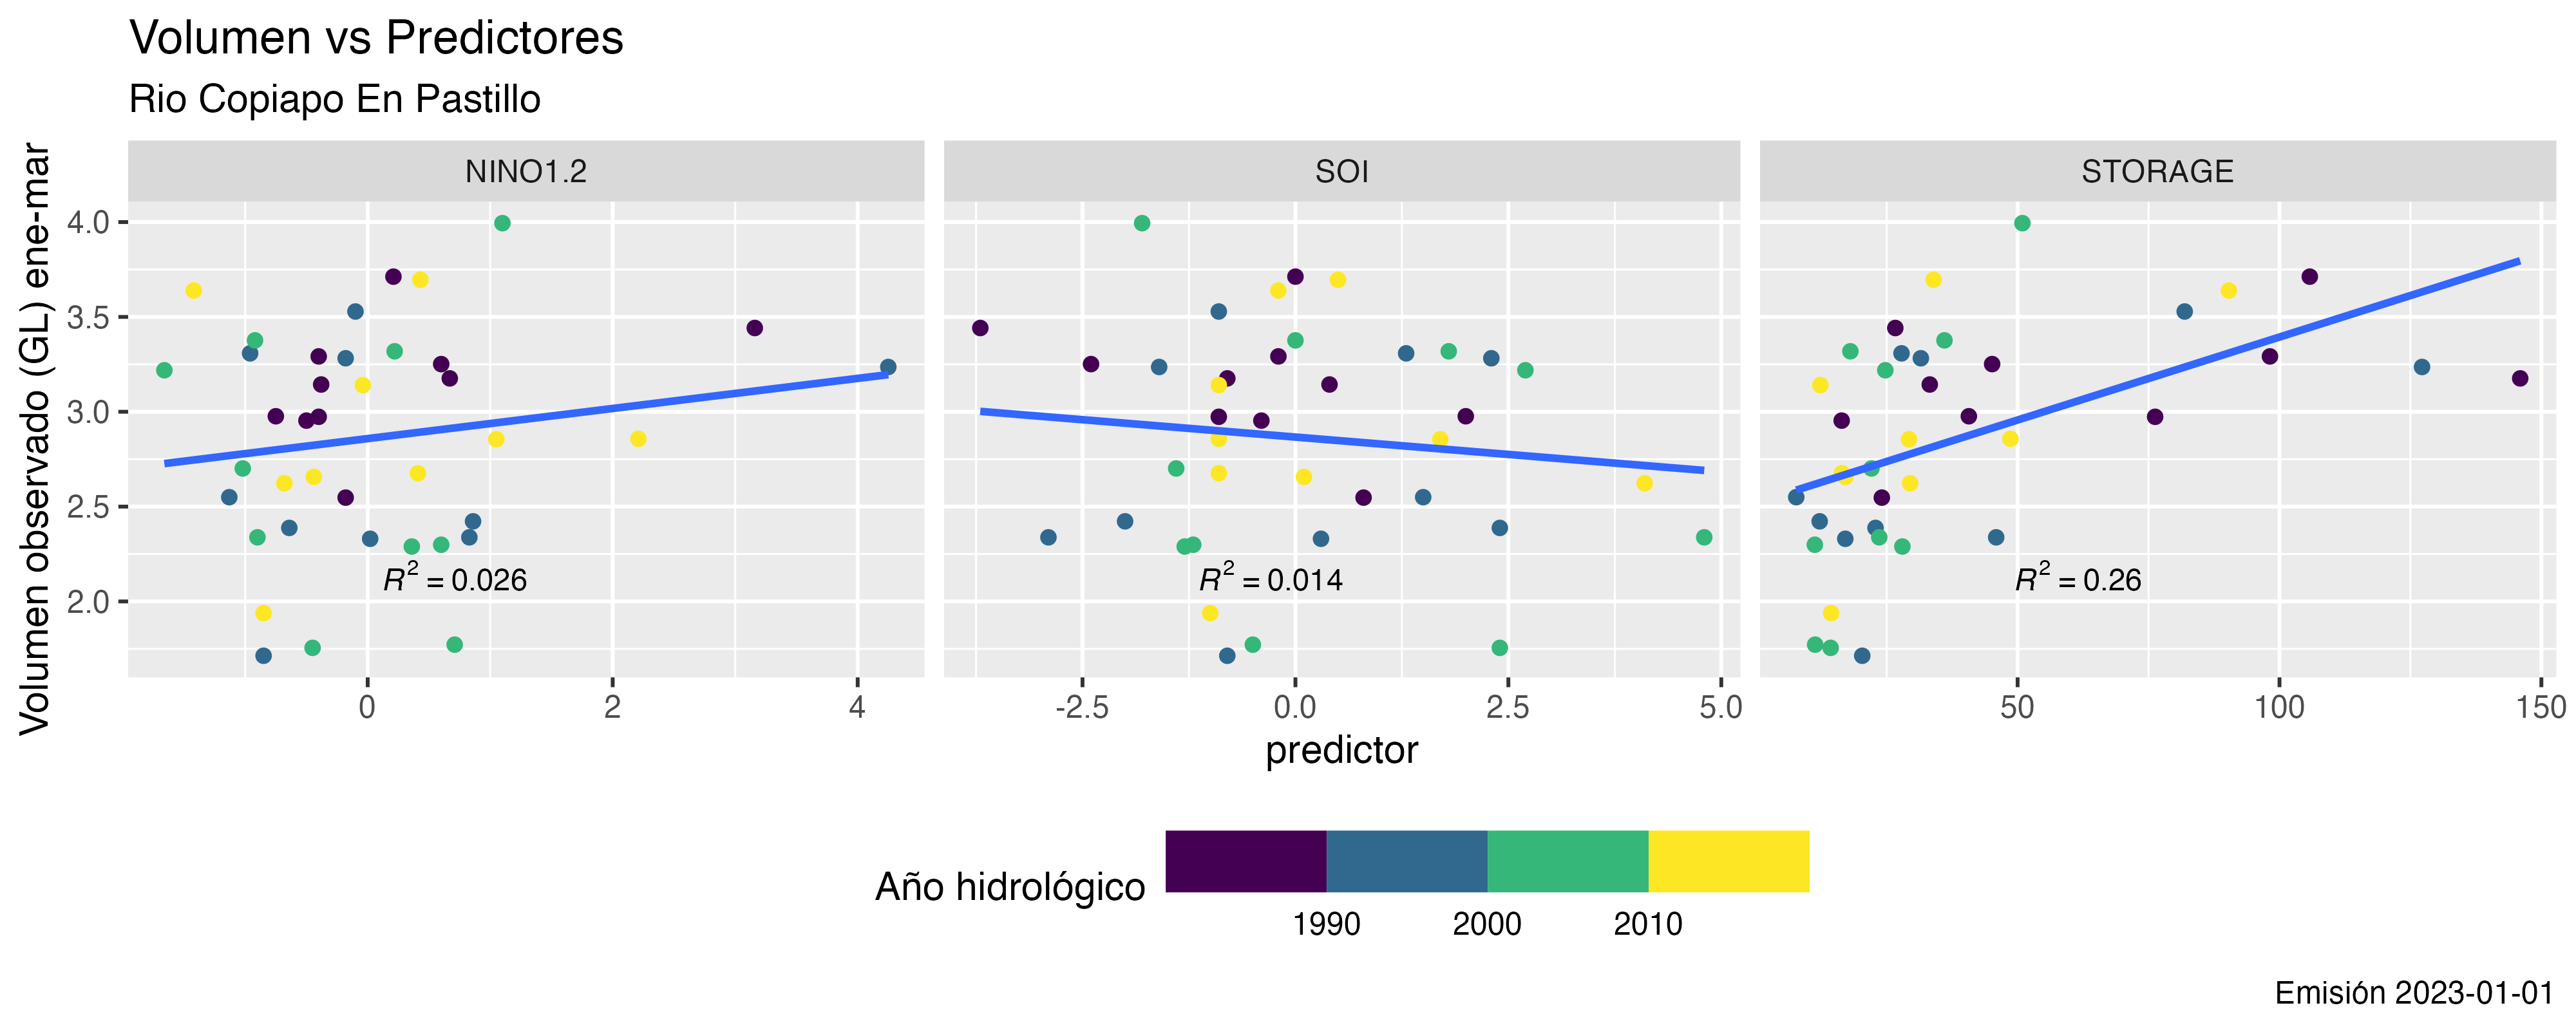 Volumen vs Predictores
Rio Copiapo En Pastillo
Volumen observado (GL) ene-mar
NINO1.2
SOI
STORAGE
4.0
3.5
3.0
2.5
2.0
R² = 0.026
R² = 0.014
R² = 0.26
0 2 4
-2.5 0.0 2.5 5.0
50 100 150
predictor
Año hidrológico
1990 2000 2010
Emisión 2023-01-01